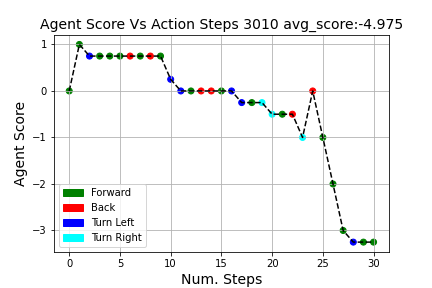 Agent Score Vs Action Steps 3010 avg_score:-4.975
1
0
−1
−2
−3
Agent Score
Forward
Back
Turn Left
Turn Right
0 5 10 15 20 25 30
Num. Steps